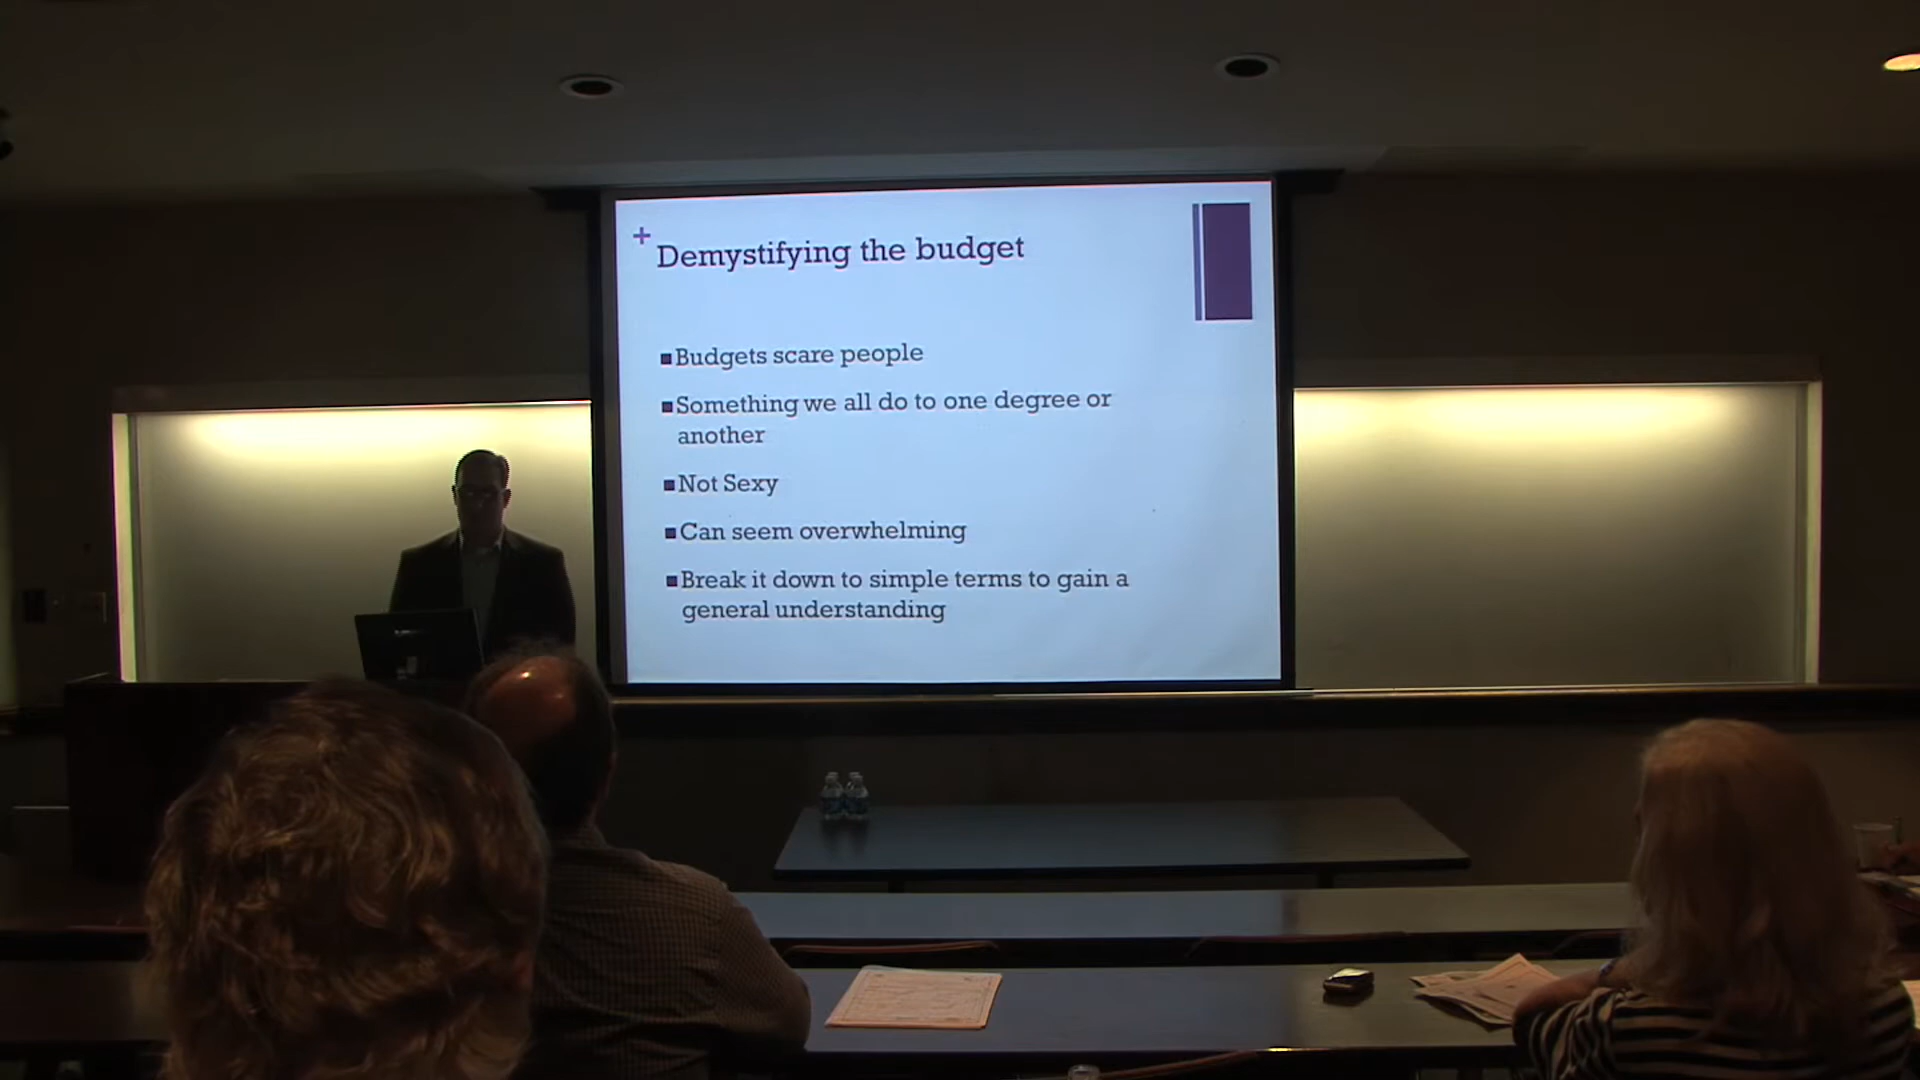 +
Demystifying the budget
■Budgets scare people
■Something we all do to one degree or
another
■Not Sexy
■Can seem overwhelming
■Break it down to simple terms to gain a
general understanding